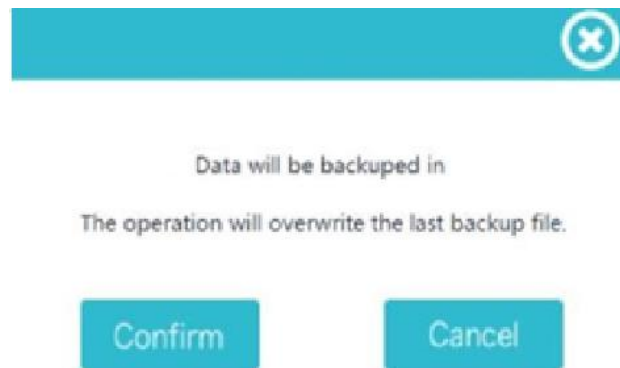 Data will be backuped in
The operation will overwrite the last backup file.
Confirm Cancel